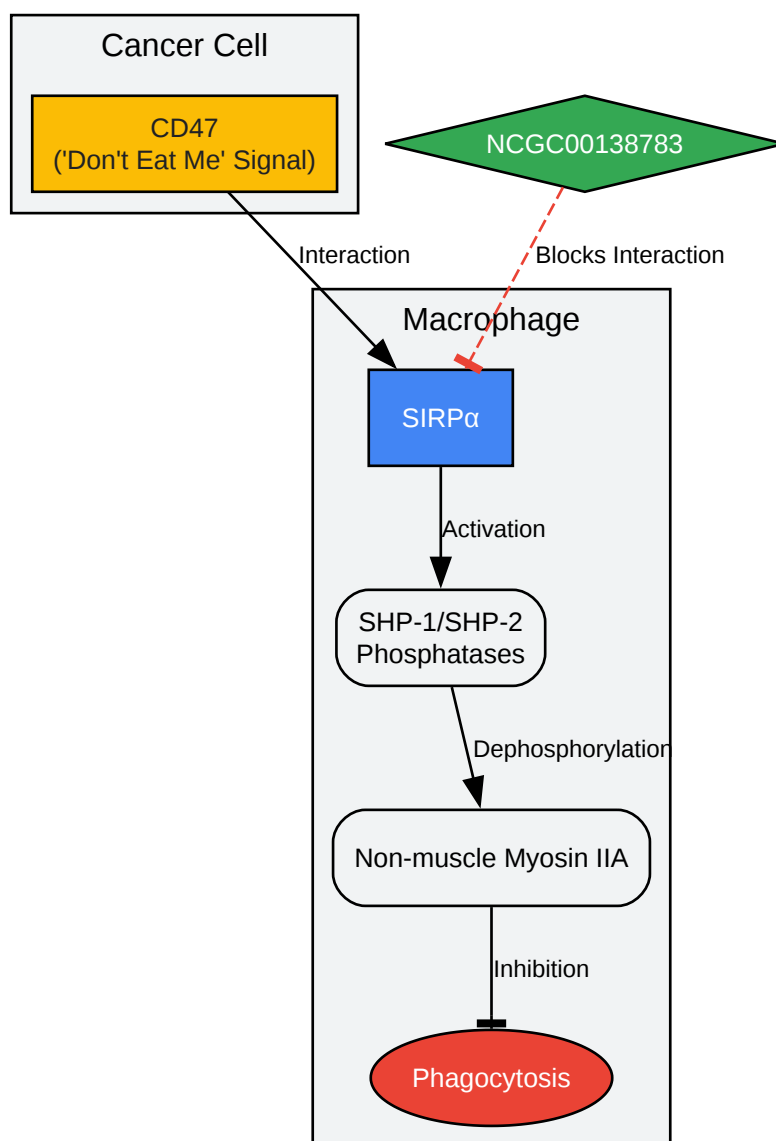 Cancer Cell
CD47
('Don't Eat Me' Signal)
NCGC00138783
Interaction
Blocks Interaction
Macrophage
SIRPα
Activation
SHP-1/SHP-2
Phosphatases
Dephosphorylation
Non-muscle Myosin IIA
Inhibition
Phagocytosis